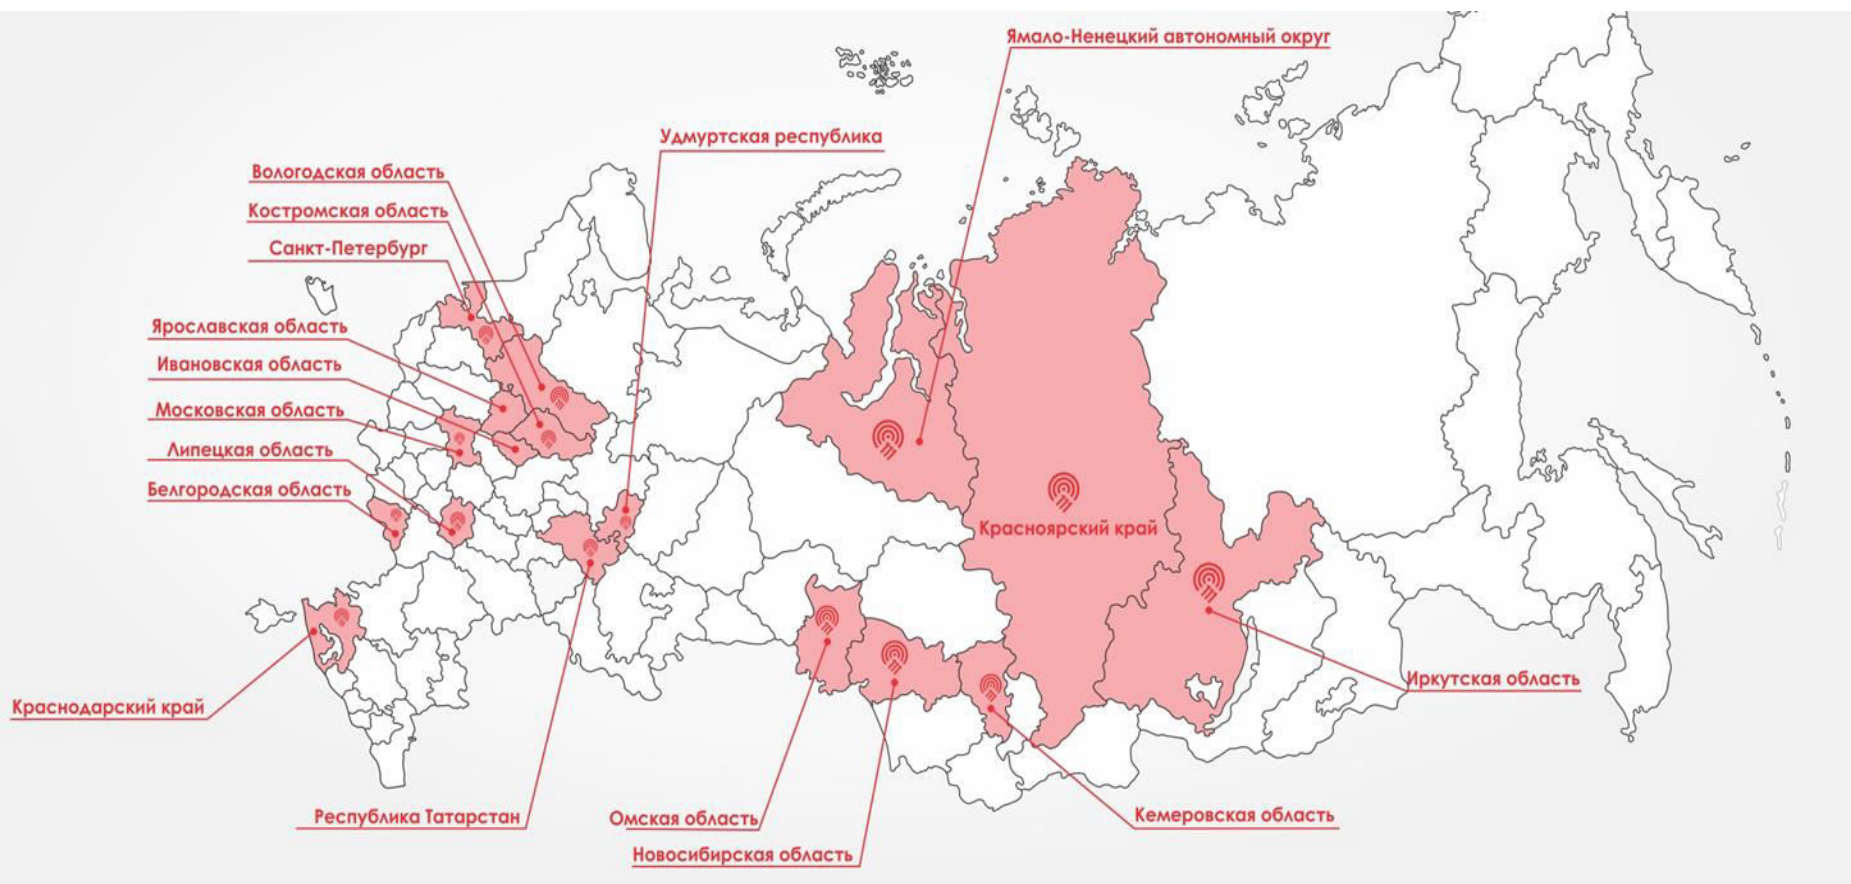 Ямало-Ненецкий автономный округ
Удмуртская республика
Вологодская область
Костромская область
Санкт-Петербург
Ярославская область
Ивановская область
Московская область
Липецкая область
Белгородская область
Красноярский край
Иркутская область
Краснодарский край
Республика Татарстан
Омская область
Кемеровская область
Новосибирская область